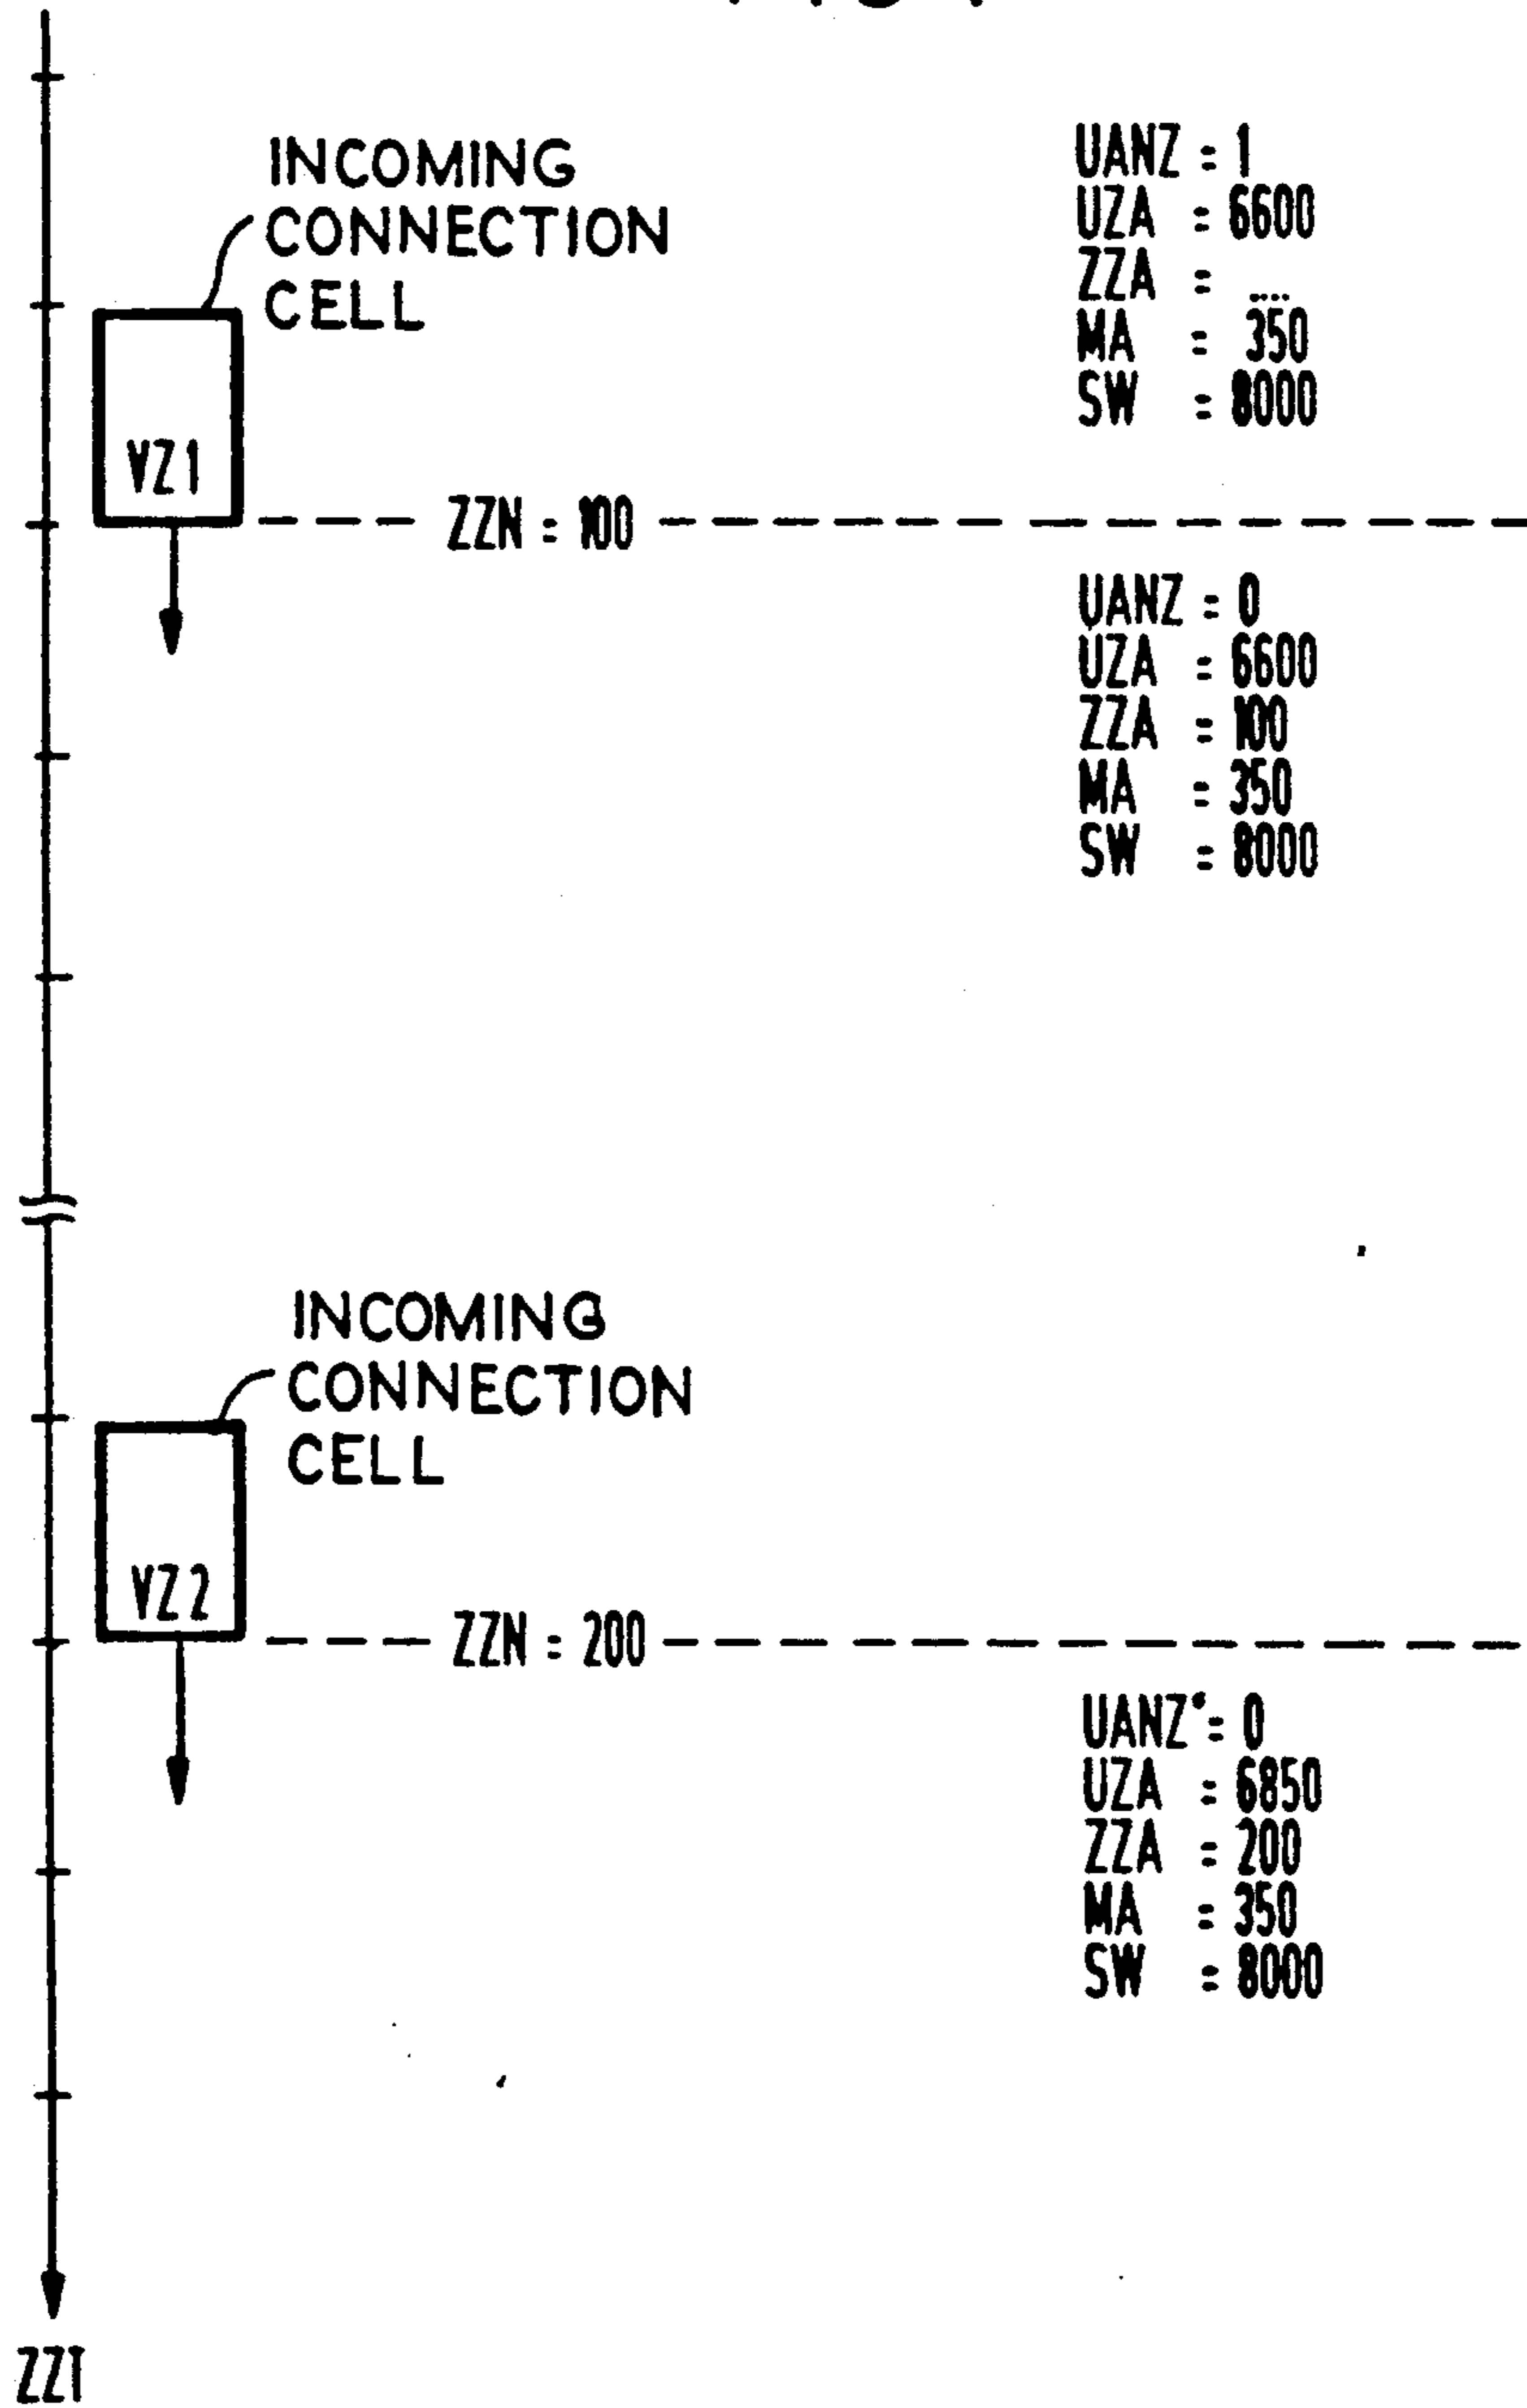 INCOMING
CONNECTION
CELL
VZ1
UANZ = 1
UZA = 6600
ZZA = ....
MA = 350
SW = 8000
ZZN = 100
UANZ = 0
UZA = 6600
ZZA = 100
MA = 350
SW = 8000
INCOMING
CONNECTION
CELL
VZ2
ZZN = 200
UANZ = 0
UZA = 6850
ZZA = 200
MA = 350
SW = 8000
ZZT